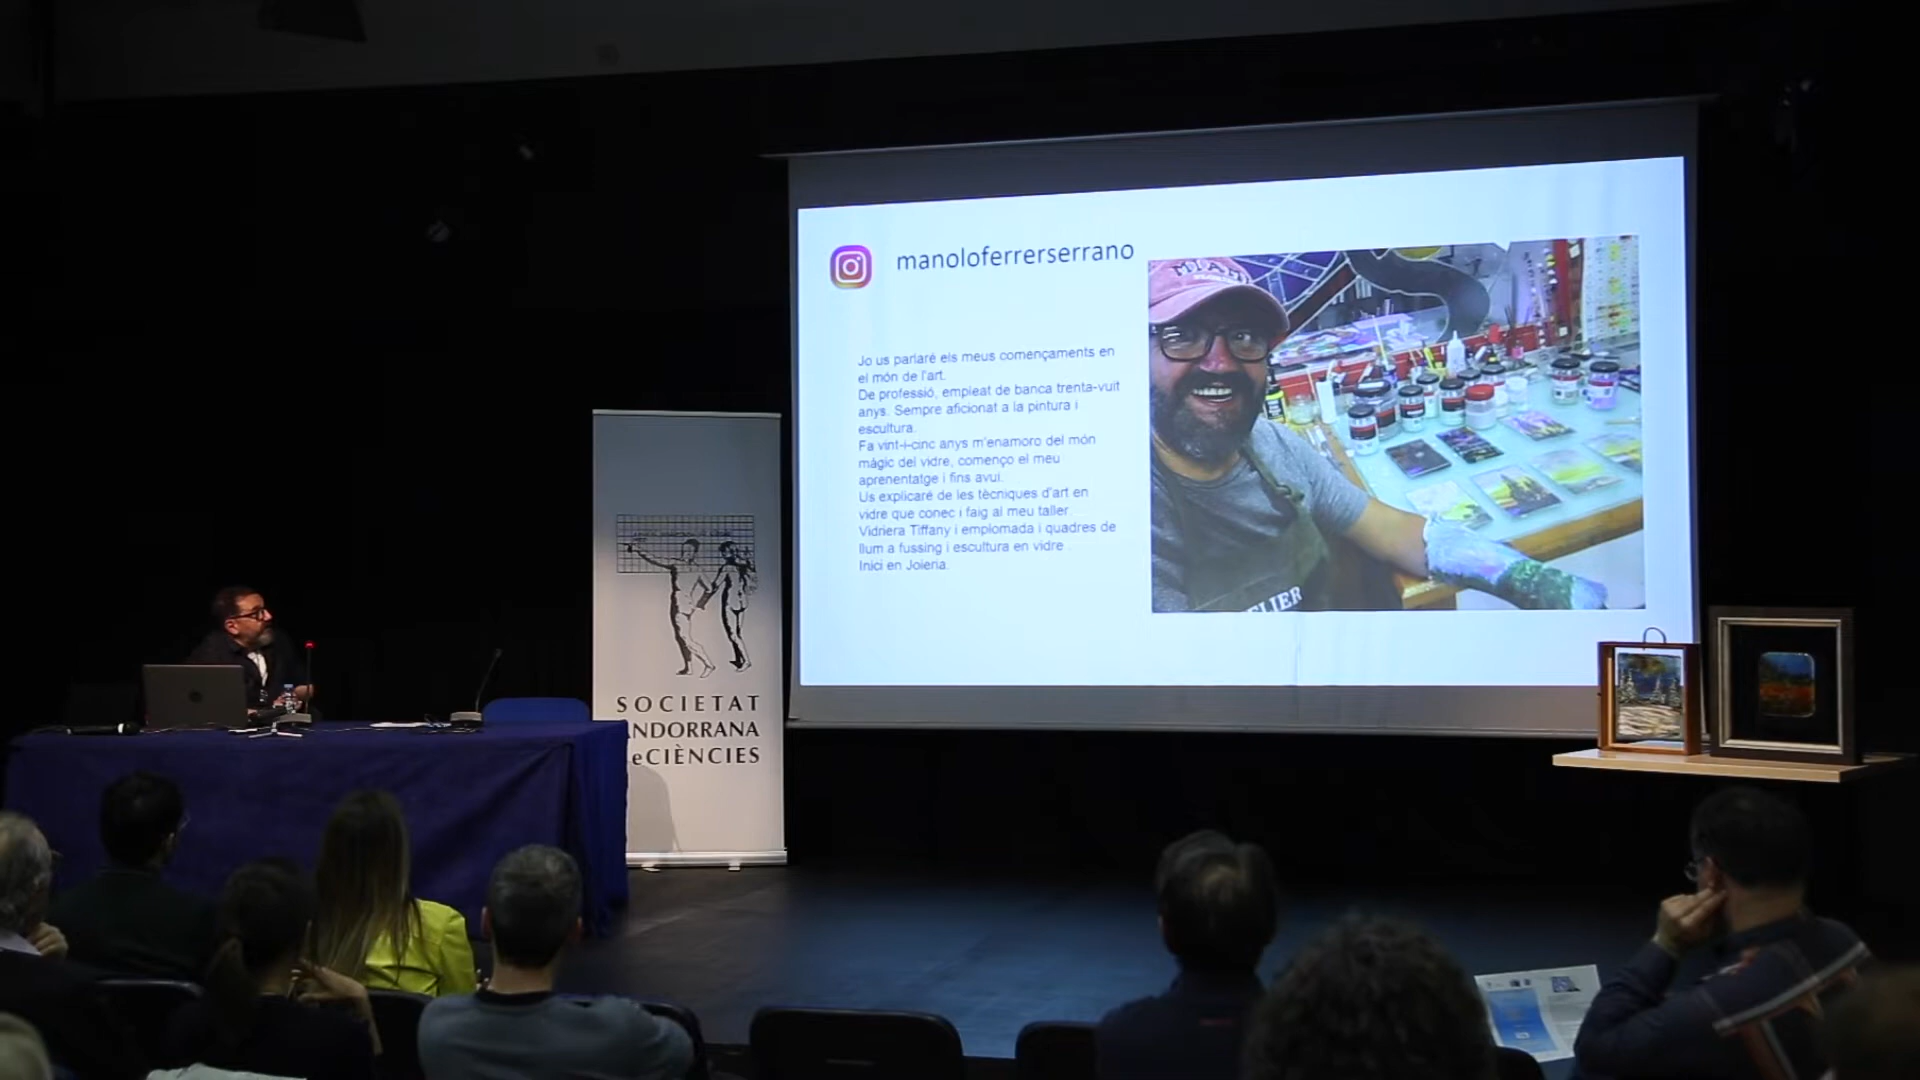 manoloferrerserrano
MIAMI
Jo us parlaré els meus començaments en
el món de l'art.
De professió, empleat de banca trenta-vuit
anys. Sempre aficionat a la pintura i
escultura.
Fa vint-i-cinc anys m'enamoro del món
màgic del vidre, començo el meu
aprenentatge i fins avui.
Us explicaré de les tècniques d'art en
vidre que conec i faig al meu taller
Vidriera Tiffany i emplomada i quadres de
llum a fussing i escultura en vidre
Inici en Joieria.
ELIER
SOCIETAT
ANDORRANA
deCIÈNCIES